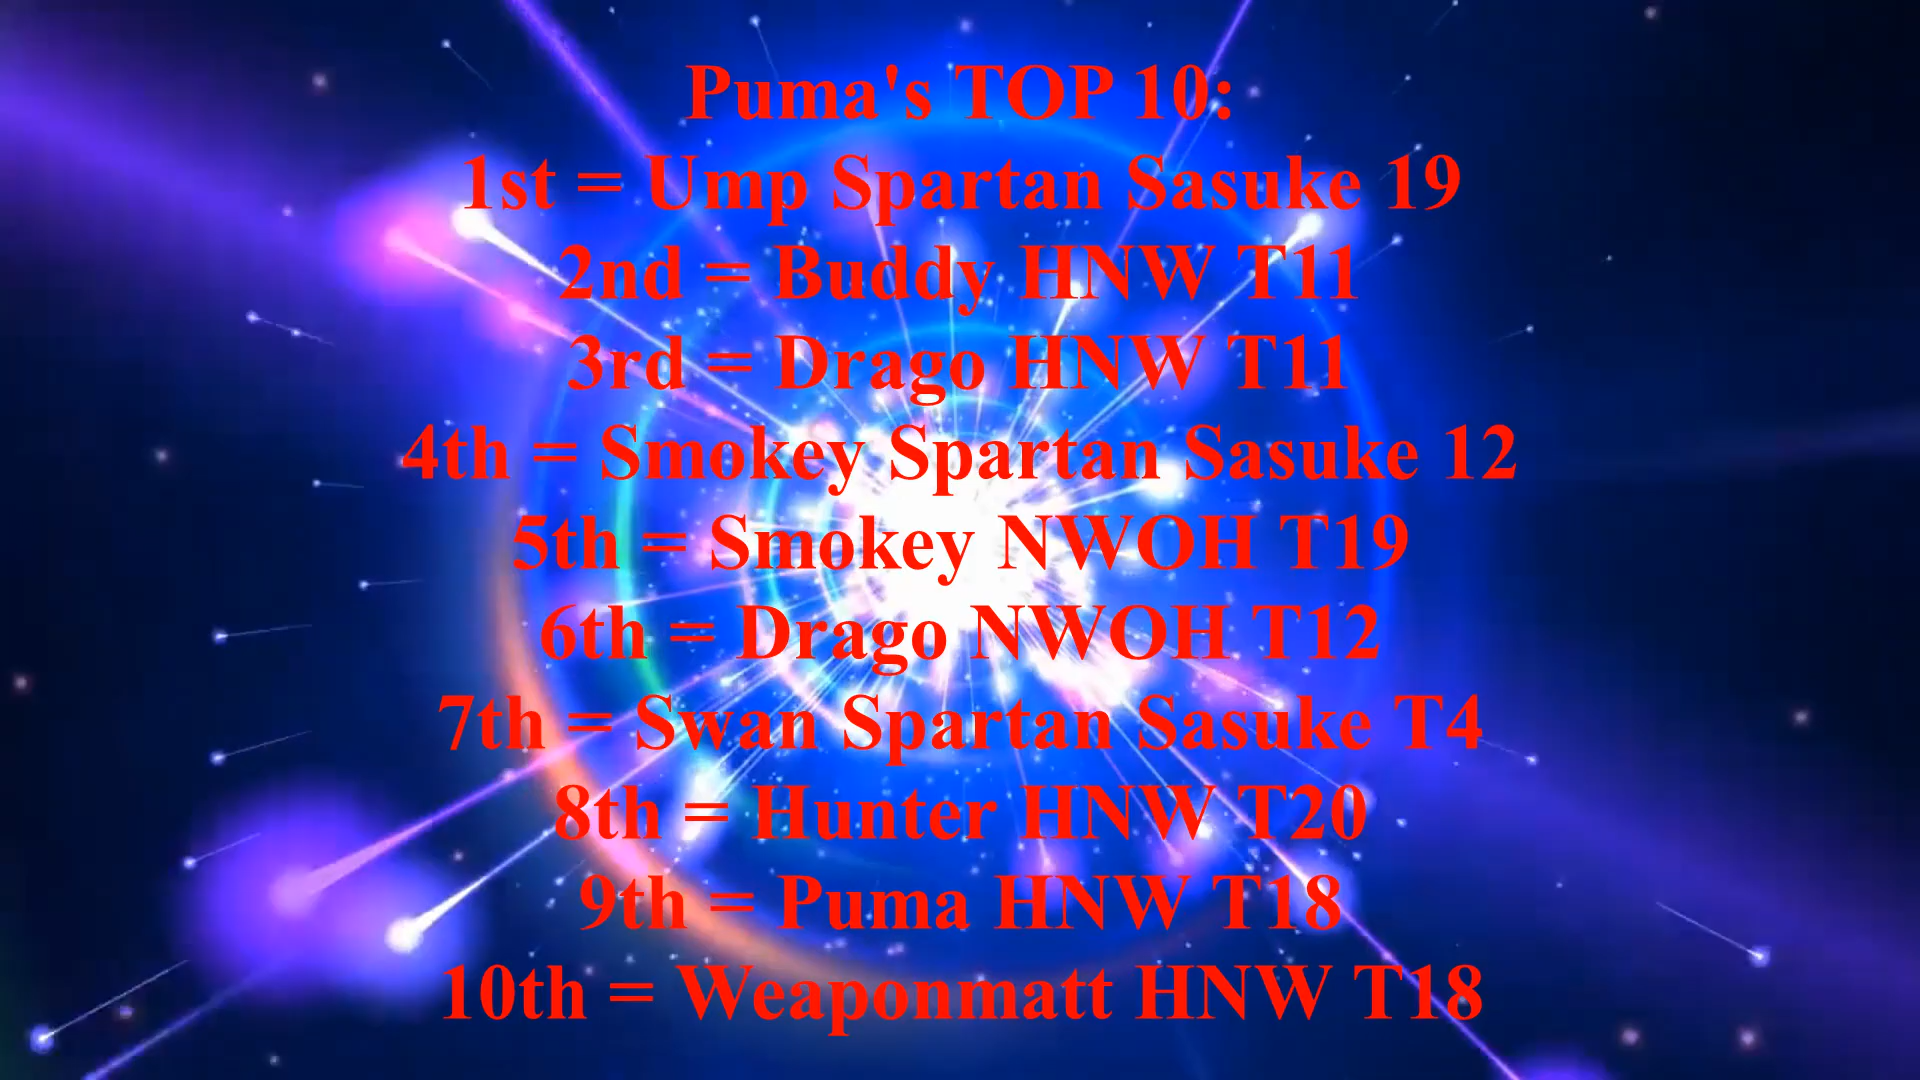 Puma's TOP 10:
1st = Ump Spartan Sasuke 19
2nd = Buddy HNW T11
3rd = Drago HNW T11
4th = Smokey Spartan Sasuke 12
5th = Smokey NWOH T19
6th = Drago NWOH T12
7th = Swan Spartan Sasuke T4
8th = Hunter HNW T20
9th = Puma HNW T18
10th = Weaponmatt HNW T18